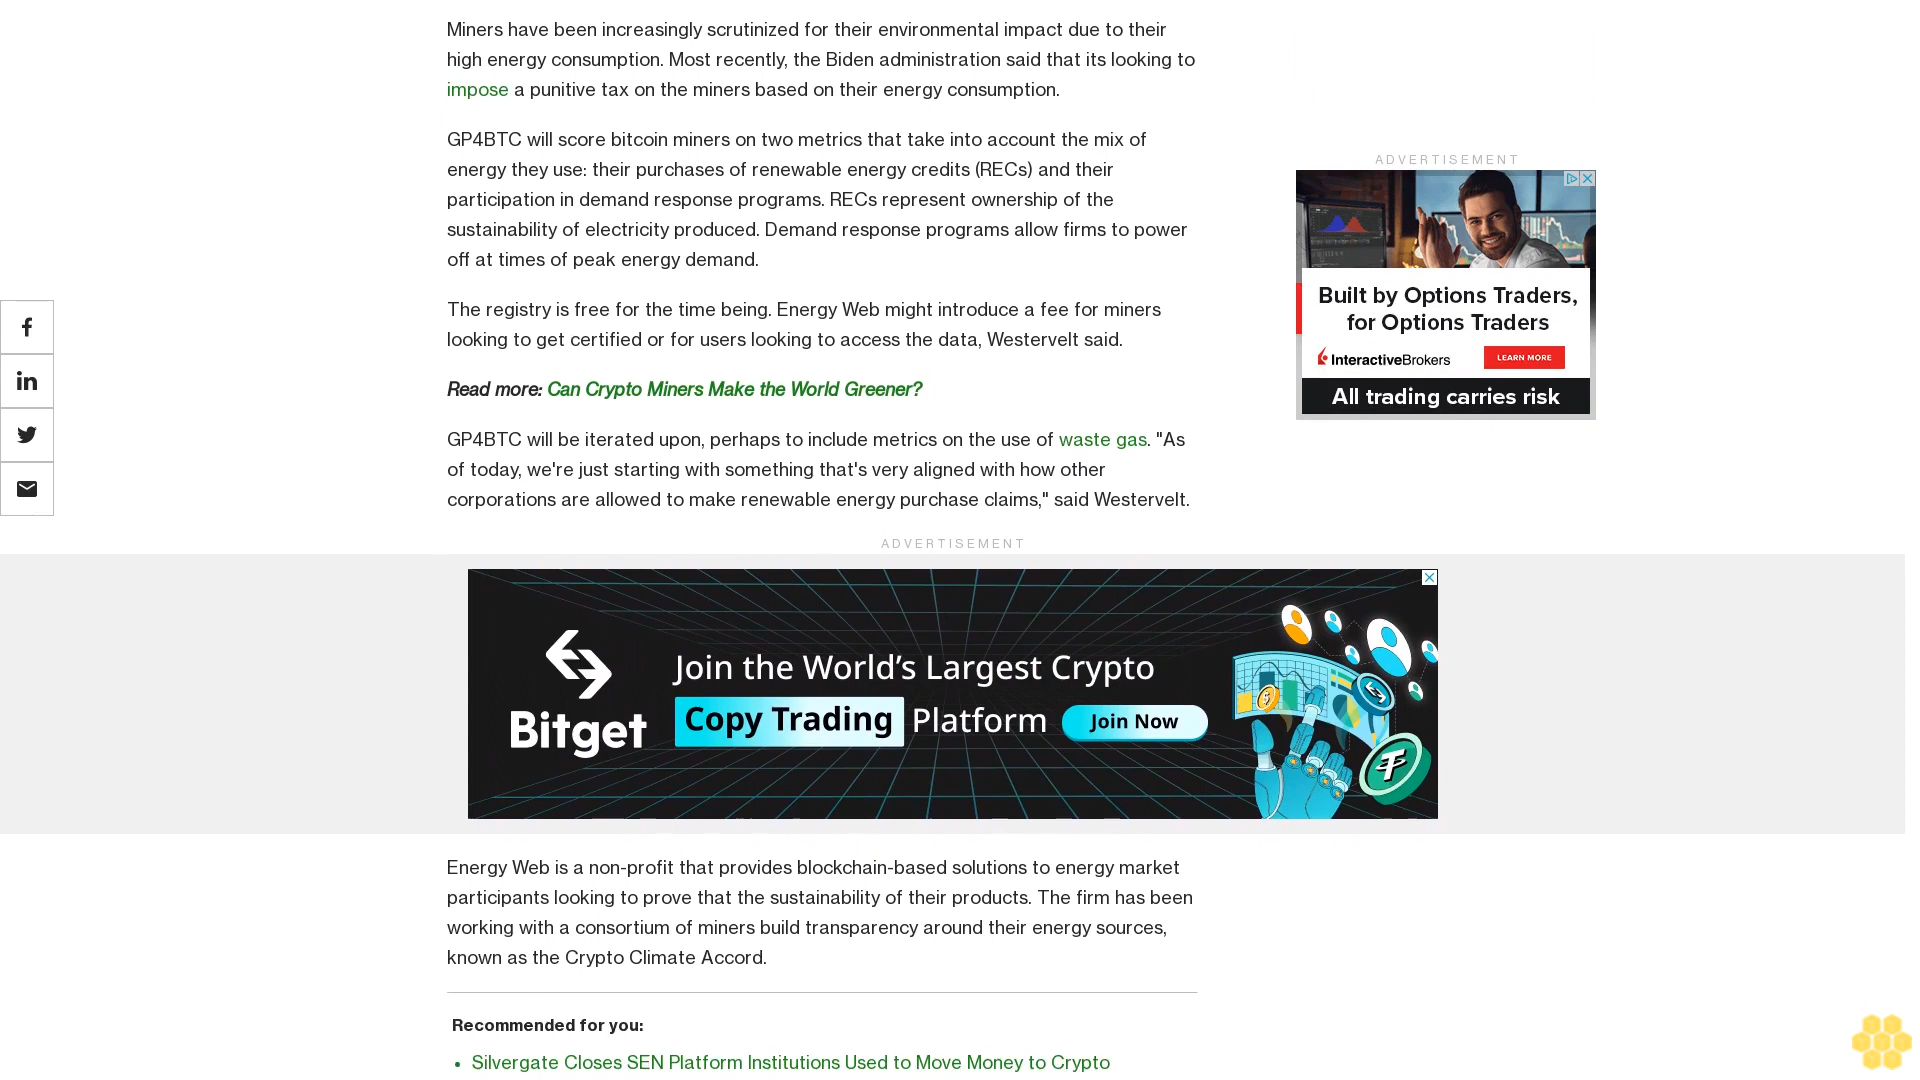 Miners have been increasingly scrutinized for their environmental impact due to their
high energy consumption. Most recently, the Biden administration said that its looking to
impose a punitive tax on the miners based on their energy consumption.
GP4BTC will score bitcoin miners on two metrics that take into account the mix of
energy they use: their purchases of renewable energy credits (RECs) and their
participation in demand response programs. RECs represent ownership of the
sustainability of electricity produced. Demand response programs allow firms to power
off at times of peak energy demand.
The registry is free for the time being. Energy Web might introduce a fee for miners
looking to get certified or for users looking to access the data, Westervelt said.
Read more: Can Crypto Miners Make the World Greener?
GP4BTC will be iterated upon, perhaps to include metrics on the use of waste gas. "As
of today, we're just starting with something that's very aligned with how other
corporations are allowed to make renewable energy purchase claims," said Westervelt.
ADVERTISEMENT
Built by Options Traders,
for Options Traders
InteractiveBrokers
LEARN MORE
All trading carries risk
ADVERTISEMENT
Bitget
Join the World's Largest Crypto
Copy Trading Platform
Join Now
Energy Web is a non-profit that provides blockchain-based solutions to energy market
participants looking to prove that the sustainability of their products. The firm has been
working with a consortium of miners build transparency around their energy sources,
known as the Crypto Climate Accord.
Recommended for you:
• Silvergate Closes SEN Platform Institutions Used to Move Money to Crypto